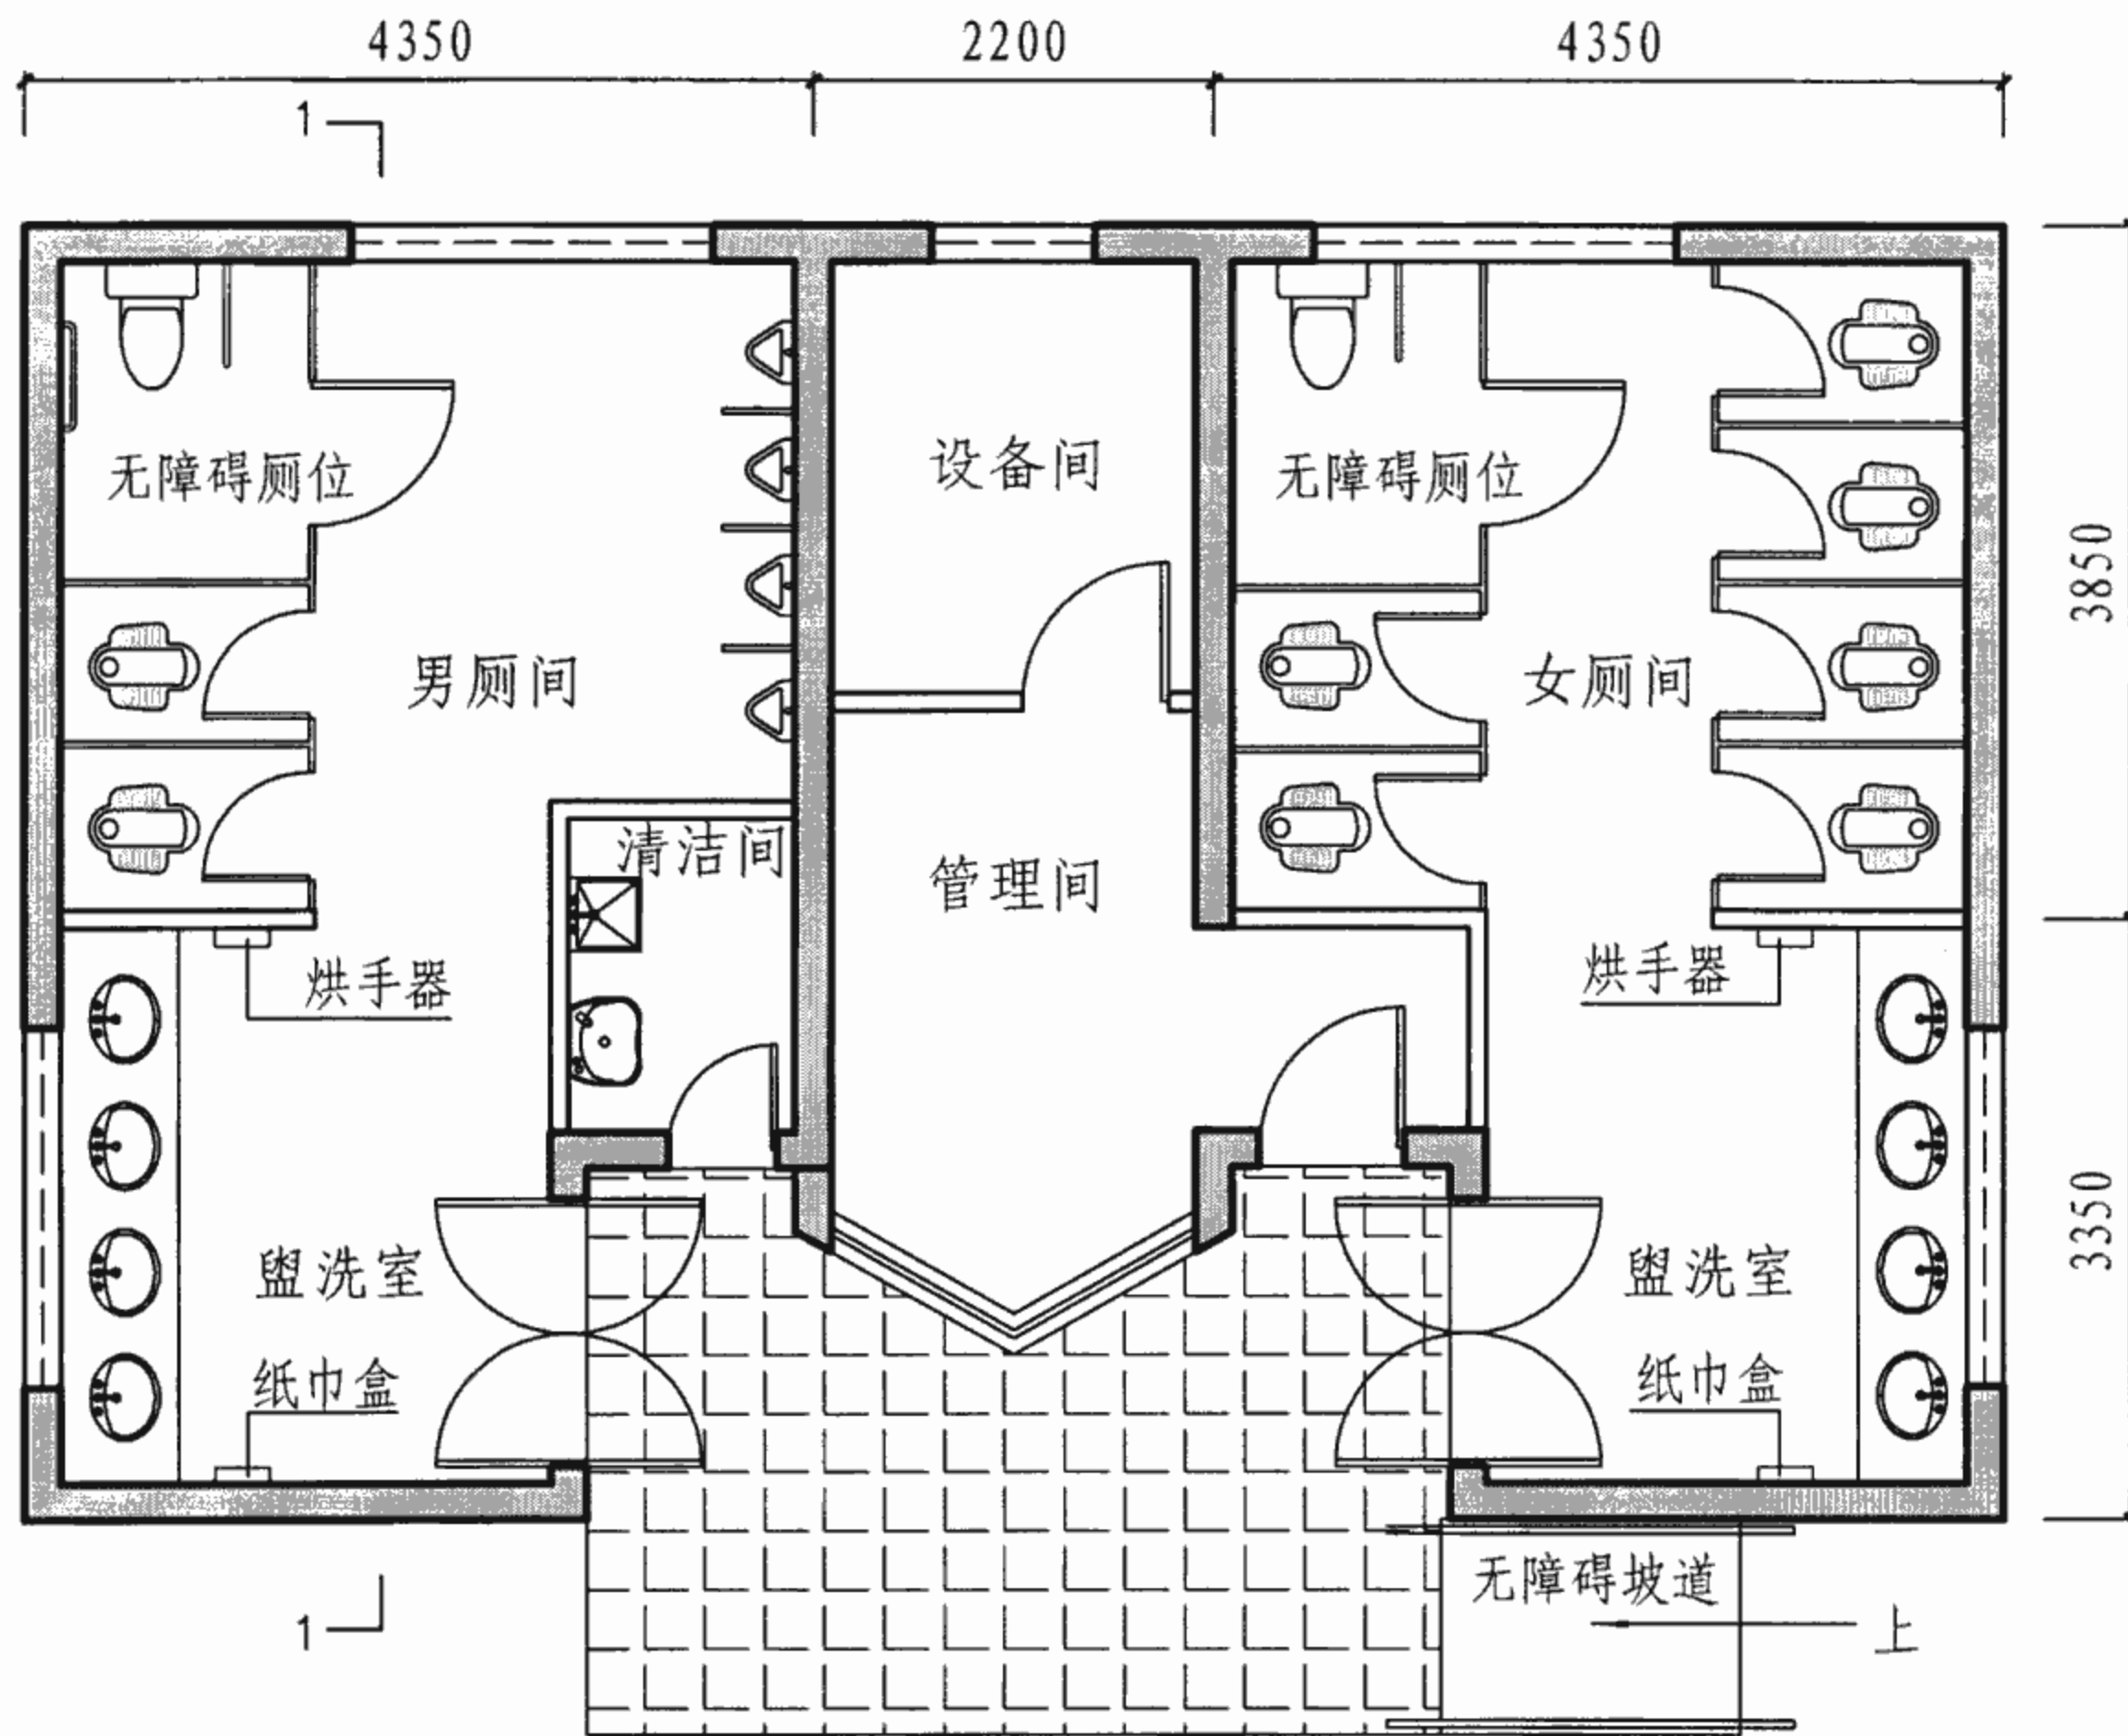 4350 2200 4350
1
无障碍厕位
设备间
无障碍厕位
3850
男厕间
女厕间
清洁间
管理间
烘手器
烘手器
盥洗室
盥洗室
3350
纸巾盒
纸巾盒
无障碍坡道
1
上